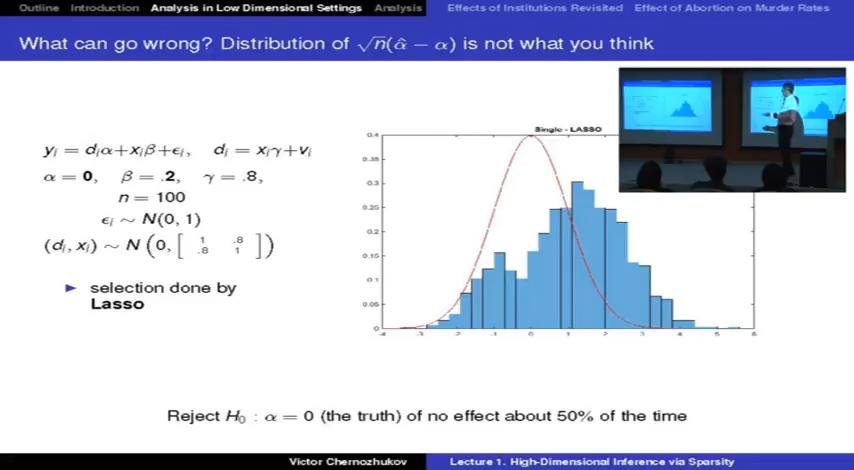 Outline Introduction Analysis in Low Dimensional Settings Analysis Effects of Institutions Revisited Effect of Abortion on Murder Rates
What can go wrong? Distribution of √n(α̂ − α) is not what you think
yᵢ = dᵢα+xᵢβ+ϵᵢ, dᵢ = xᵢγ+vᵢ
α = 0, β = .2, γ = .8,
n = 100
ϵᵢ ∼ N(0, 1)
(dᵢ, xᵢ) ∼ N (0, [ 1 .8
.8 1 ])
► selection done by
Lasso
Single - LASSO
0.4
0.35
0.3
0.25
0.2
0.15
0.1
0.05
0
-4 -3 -2 -1 0 1 2 3 4 5 6
Reject H₀ : α = 0 (the truth) of no effect about 50% of the time
Victor Chernozhukov Lecture 1. High-Dimensional Inference via Sparsity